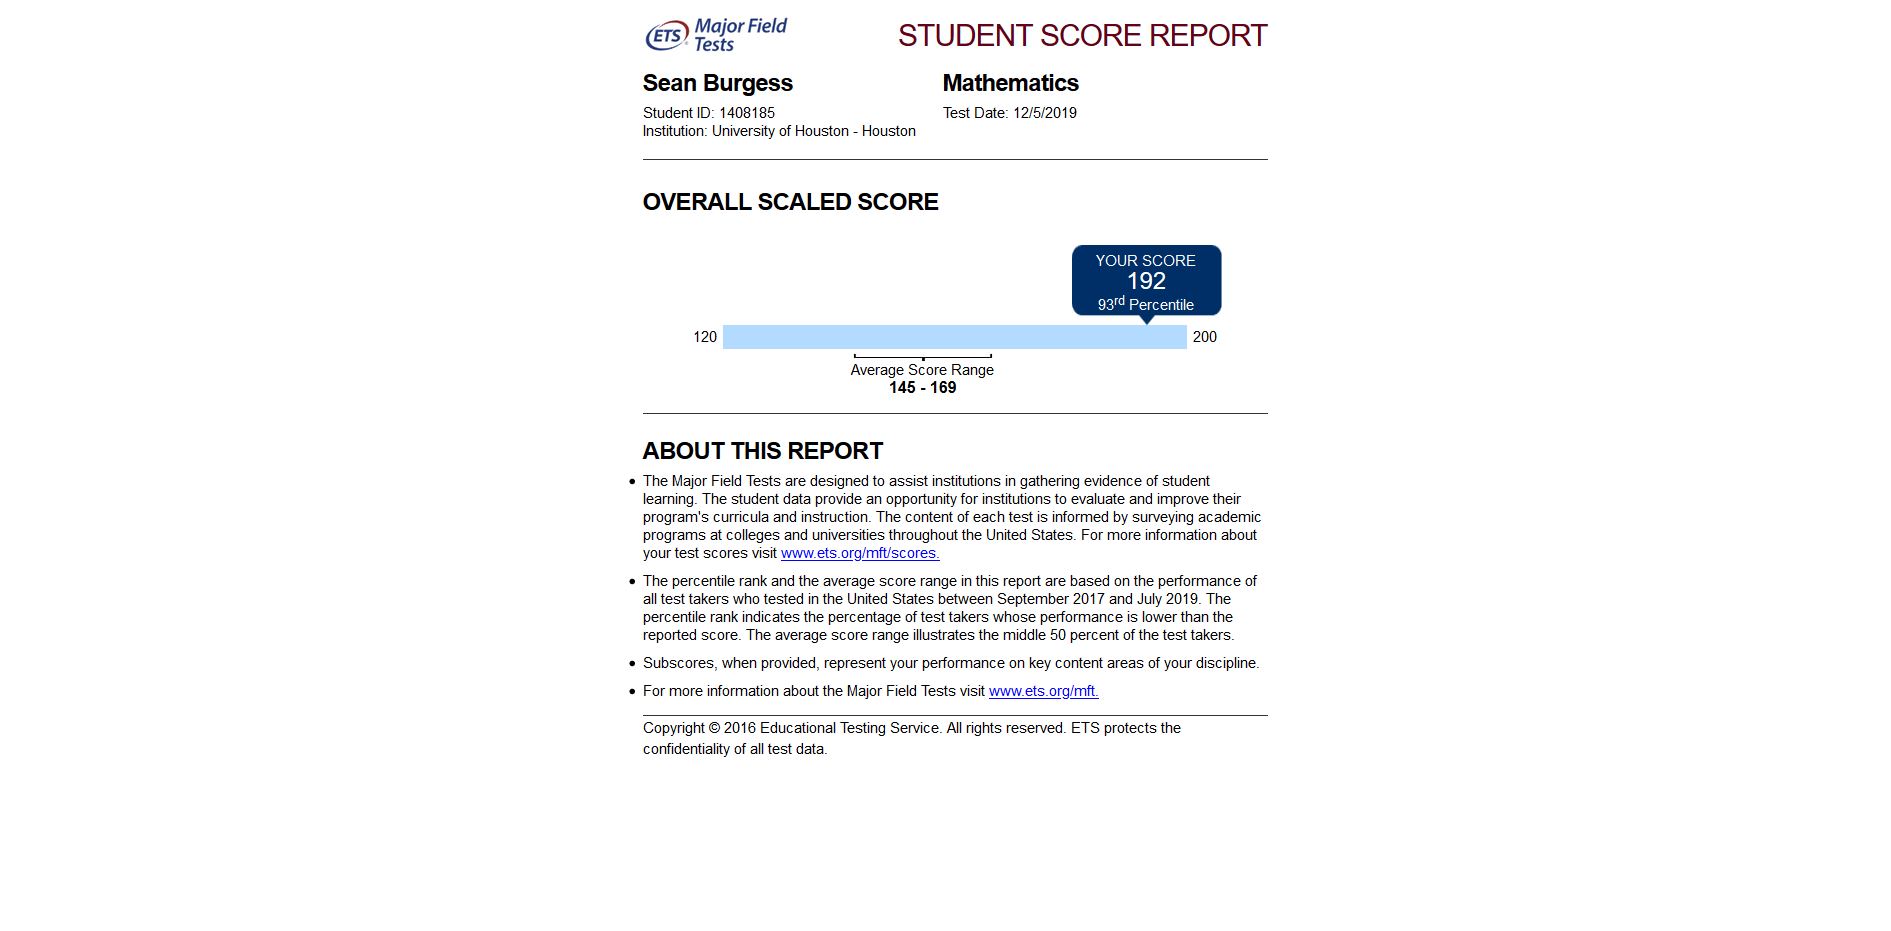 ETS Major Field Tests
STUDENT SCORE REPORT
Sean Burgess
Mathematics
Student ID: 1408185
Test Date: 12/5/2019
Institution: University of Houston - Houston
OVERALL SCALED SCORE
YOUR SCORE
192
93rd Percentile
120
200
Average Score Range
145 - 169
ABOUT THIS REPORT
• The Major Field Tests are designed to assist institutions in gathering evidence of student
learning. The student data provide an opportunity for institutions to evaluate and improve their
program's curricula and instruction. The content of each test is informed by surveying academic
programs at colleges and universities throughout the United States. For more information about
your test scores visit www.ets.org/mft/scores.
• The percentile rank and the average score range in this report are based on the performance of
all test takers who tested in the United States between September 2017 and July 2019. The
percentile rank indicates the percentage of test takers whose performance is lower than the
reported score. The average score range illustrates the middle 50 percent of the test takers.
• Subscores, when provided, represent your performance on key content areas of your discipline.
• For more information about the Major Field Tests visit www.ets.org/mft.
Copyright © 2016 Educational Testing Service. All rights reserved. ETS protects the
confidentiality of all test data.